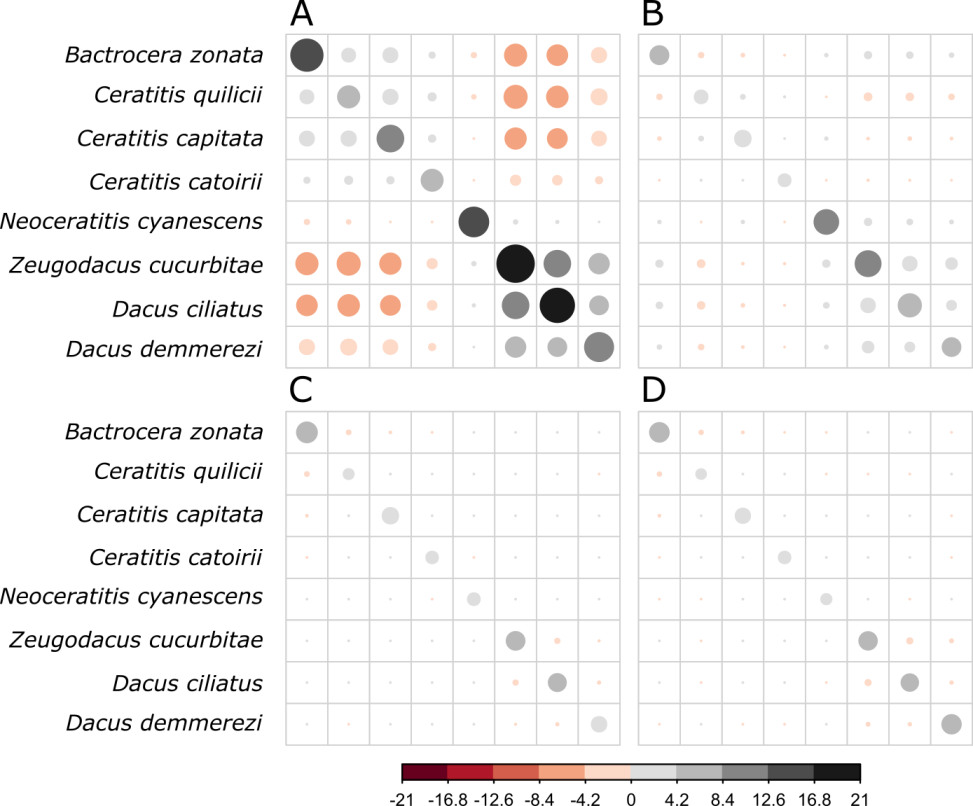 A B
Bactrocera zonata
Ceratitis quilicii
Ceratitis capitata
Ceratitis catoirii
Neoceratitis cyanescens
Zeugodacus cucurbitae
Dacus ciliatus
Dacus demmerezi
C D
Bactrocera zonata
Ceratitis quilicii
Ceratitis capitata
Ceratitis catoirii
Neoceratitis cyanescens
Zeugodacus cucurbitae
Dacus ciliatus
Dacus demmerezi
-21 -16.8 -12.6 -8.4 -4.2 0 4.2 8.4 12.6 16.8 21